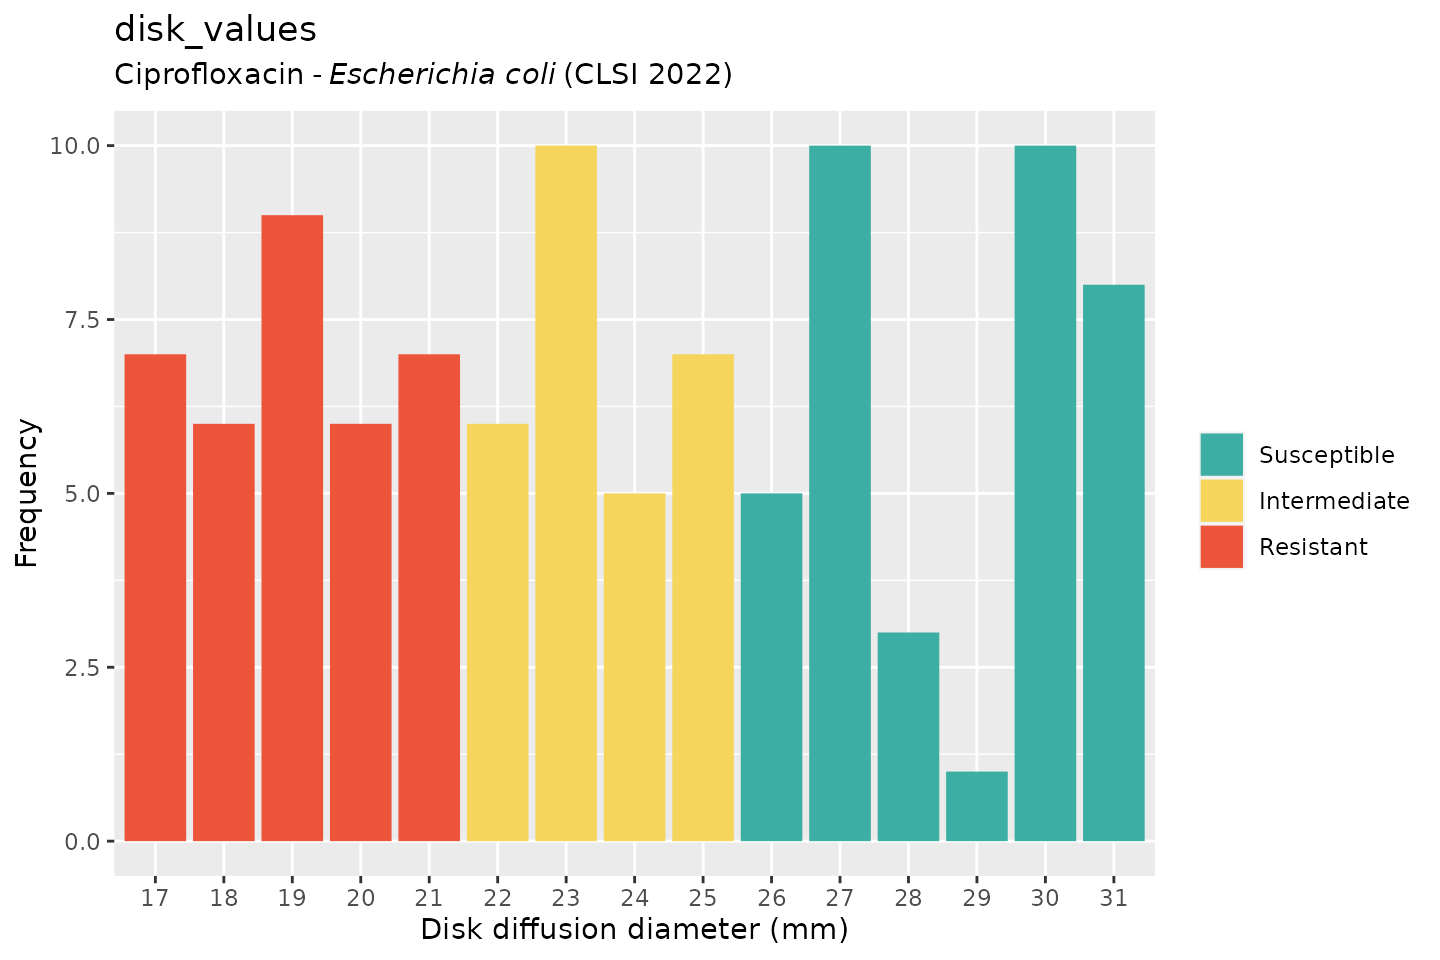 disk_values
Ciprofloxacin - Escherichia coli (CLSI 2022)
10.0
7.5
5.0
2.5
0.0
Frequency
17 18 19 20 21 22 23 24 25 26 27 28 29 30 31
Disk diffusion diameter (mm)
Susceptible
Intermediate
Resistant